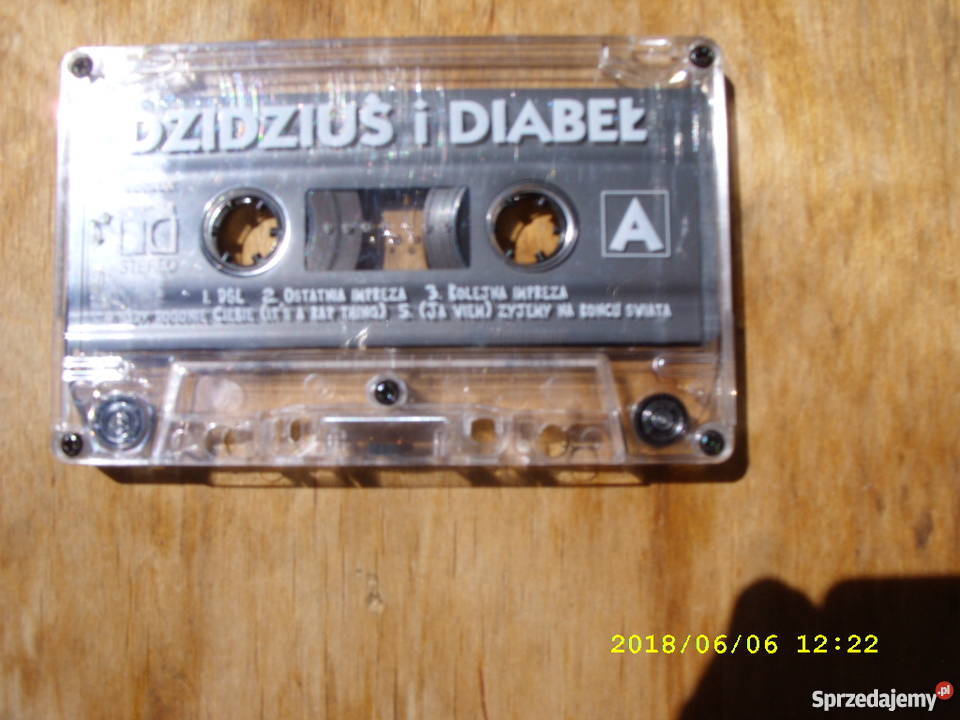 DZIDZIUŚ i DIABEŁ
STEREO
A
1. DGL 2. OSTATNIA IMPREZA 3. KOLEJNA IMPREZA
CIEBIE (IT'S A RAP THING) 5. (JA WIEM) ŻYJEMY NA KOŃCU ŚWIATA
2018/06/06 12:22
Sprzedajemy.pl